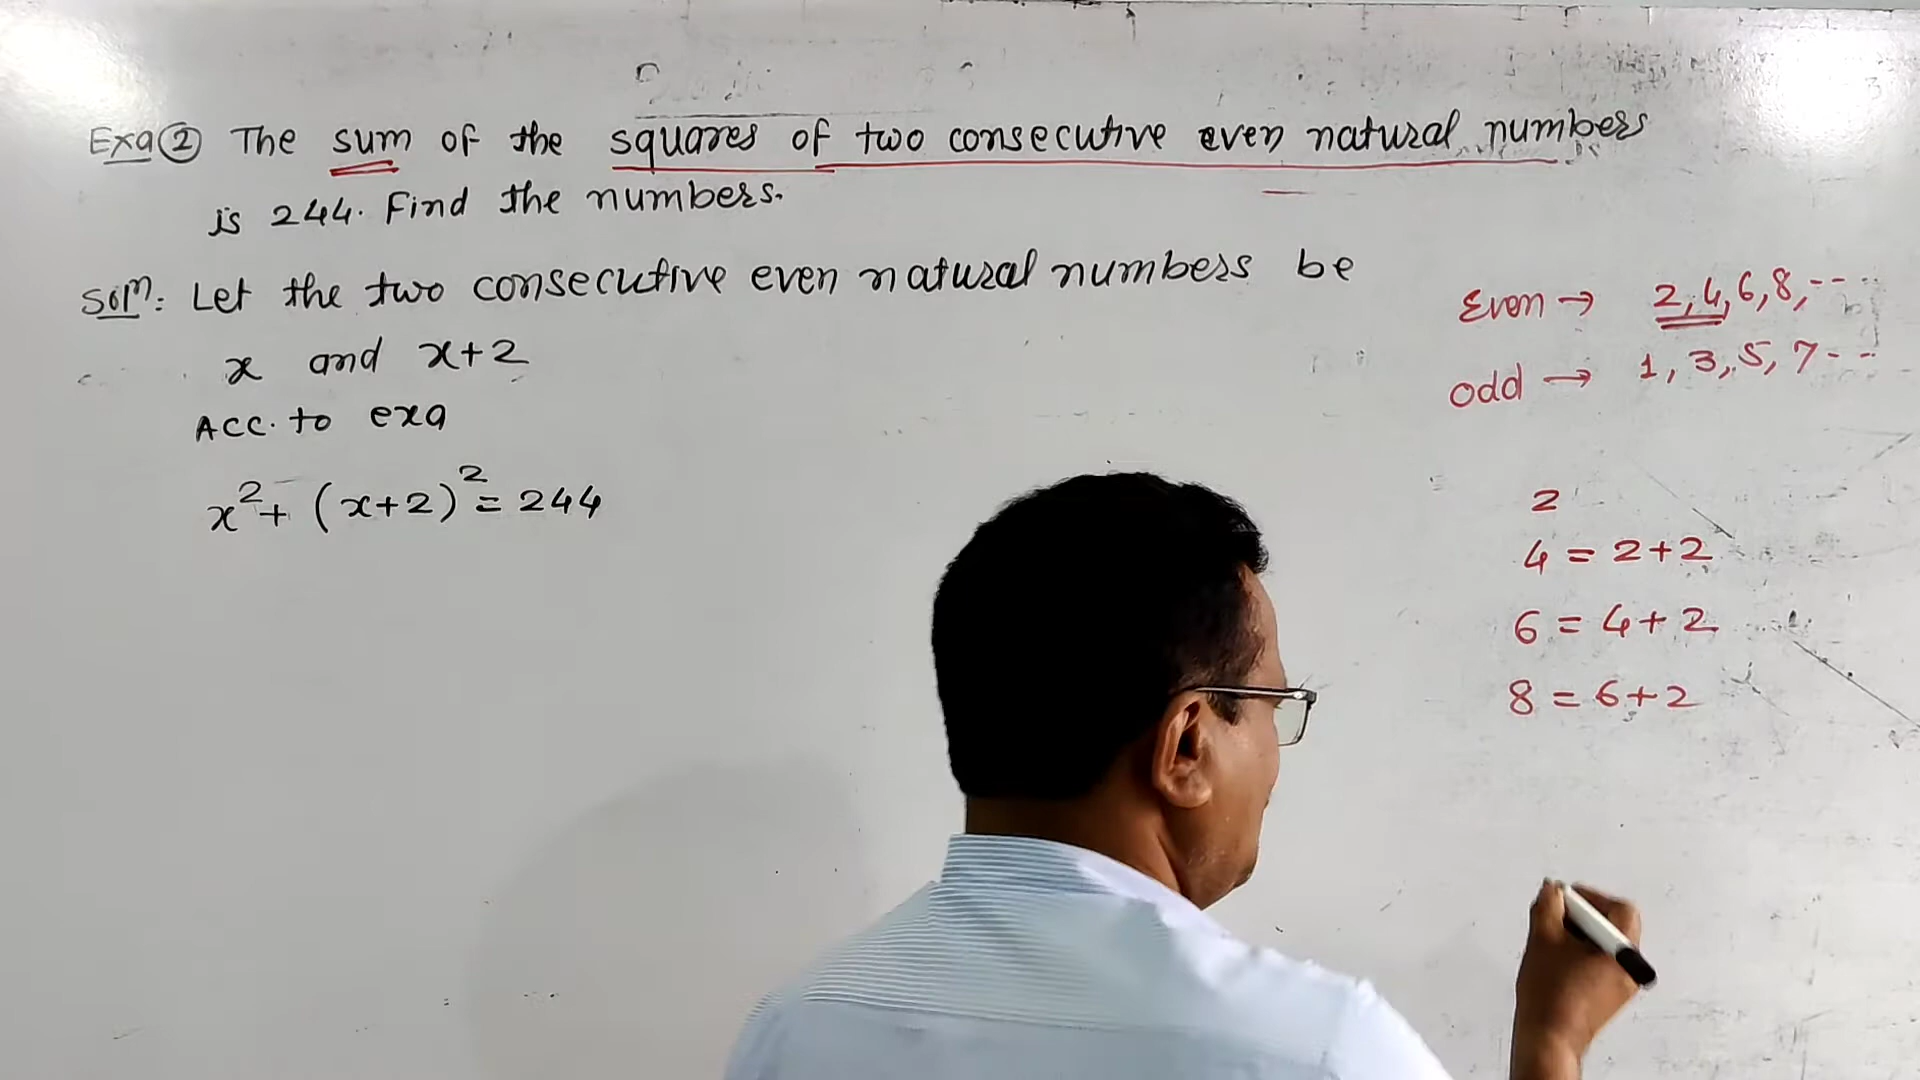 Exa② The sum of the squares of two consecutive even natural numbers
is 244. Find the numbers.
Solⁿ: Let the two consecutive even natural numbers be
x and x+2
Acc. to exa
x² + (x+2)² = 244
Even → 2,4,6,8,---
odd → 1, 3, 5, 7---
2
4 = 2+2
6 = 4+2
8 = 6+2